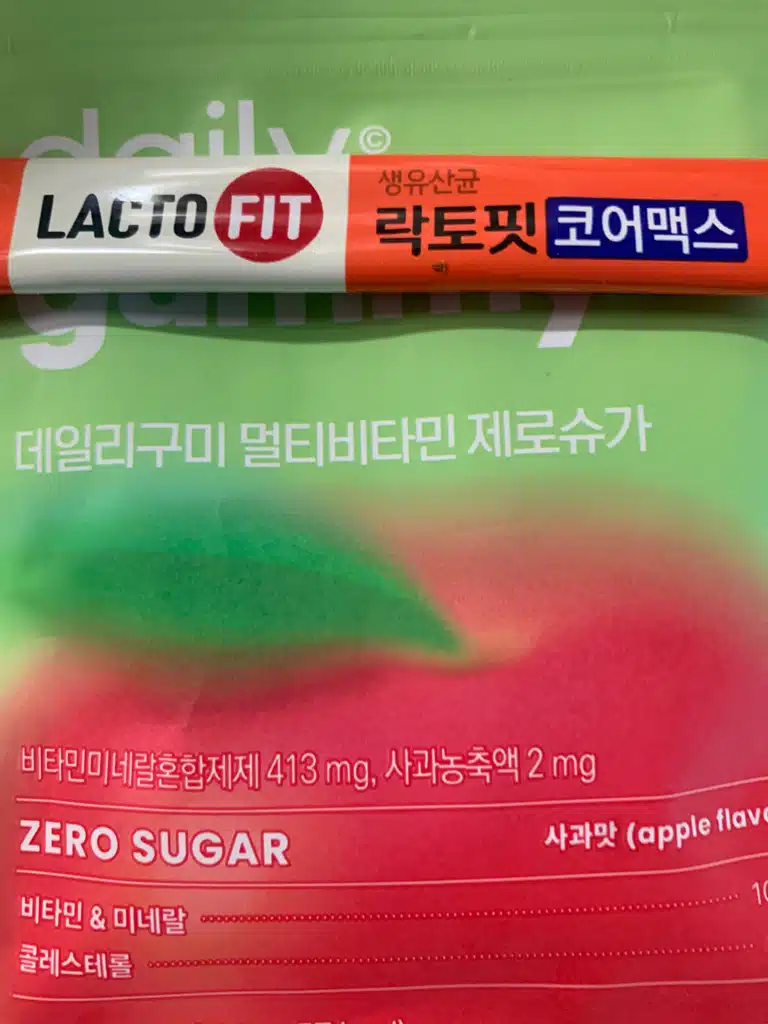 daily©
LACTO FIT
생유산균
락토핏 코어맥스
gummy
데일리구미 멀티비타민 제로슈가
비타민미네랄혼합제제 413 mg, 사과농축액 2 mg
ZERO SUGAR
사과맛 (apple
비타민 & 미네랄
콜레스테롤